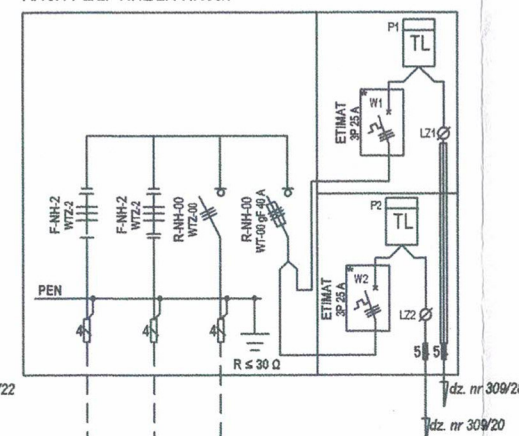 P1
TL
* W1
ETIMAT
3P 25 A
LZ1
F-NH-2
WTZ-2
F-NH-2
WTZ-2
R-NH-00
WTZ-00
R-NH-00
WT-00 gF 40 A
P2
TL
* W2
ETIMAT
3P 25 A
LZ2
PEN
4
4
4
R ≤ 30 Ω
5
5
/22
dz. nr 309/2
dz. nr 309/20